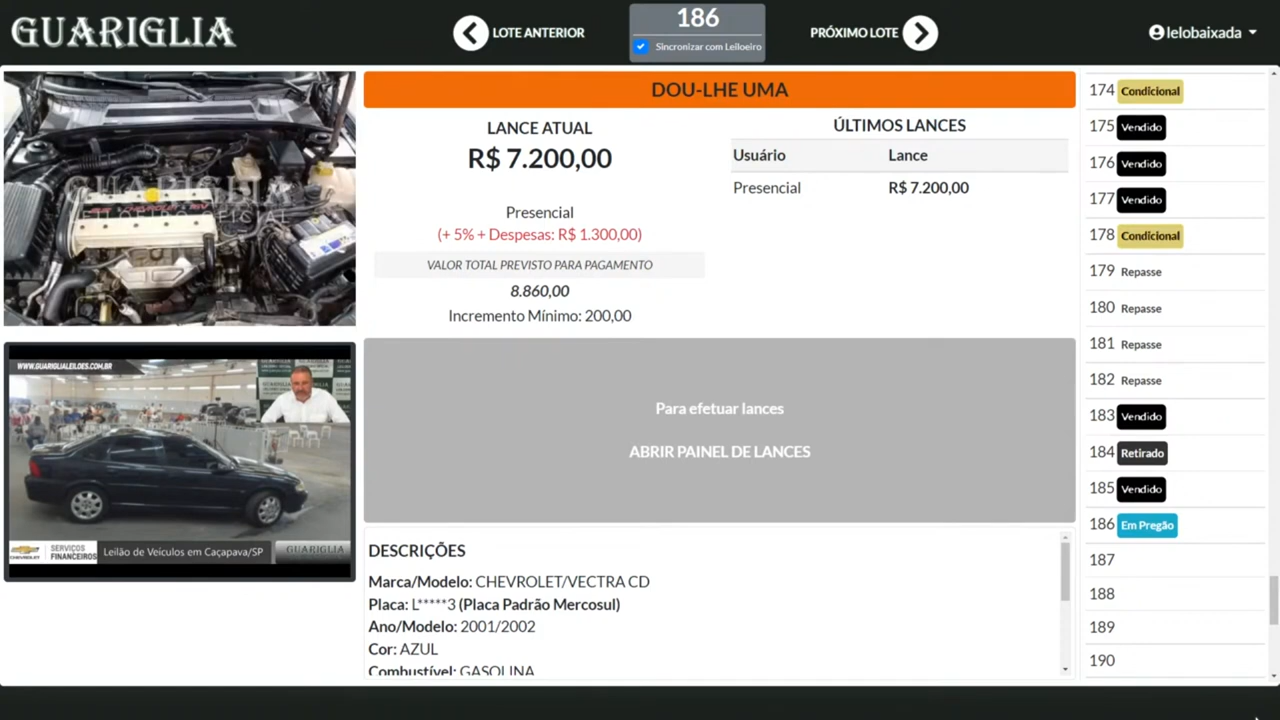 GUARIGLIA
LOTE ANTERIOR
186
Sincronizar com Leiloeiro
PRÓXIMO LOTE
lelobaixada
GUARIGLIA
LEILOEIRO OFICIAL
WWW.GUARIGLIALEILOES.COM.BR
CHEVROLET
SERVIÇOS
FINANCEIROS
Leilão de Veículos em Caçapava/SP
GUARIGLIA
DOU-LHE UMA
LANCE ATUAL
R$ 7.200,00
Presencial
(+ 5% + Despesas: R$ 1.300,00)
VALOR TOTAL PREVISTO PARA PAGAMENTO
8.860,00
Incremento Mínimo: 200,00
ÚLTIMOS LANCES
Usuário Lance
Presencial R$ 7.200,00
Para efetuar lances
ABRIR PAINEL DE LANCES
DESCRIÇÕES
Marca/Modelo: CHEVROLET/VECTRA CD
Placa: L*****3 (Placa Padrão Mercosul)
Ano/Modelo: 2001/2002
Cor: AZUL
Combustível: GASOLINA
174 Condicional
175 Vendido
176 Vendido
177 Vendido
178 Condicional
179 Repasse
180 Repasse
181 Repasse
182 Repasse
183 Vendido
184 Retirado
185 Vendido
186 Em Pregão
187
188
189
190